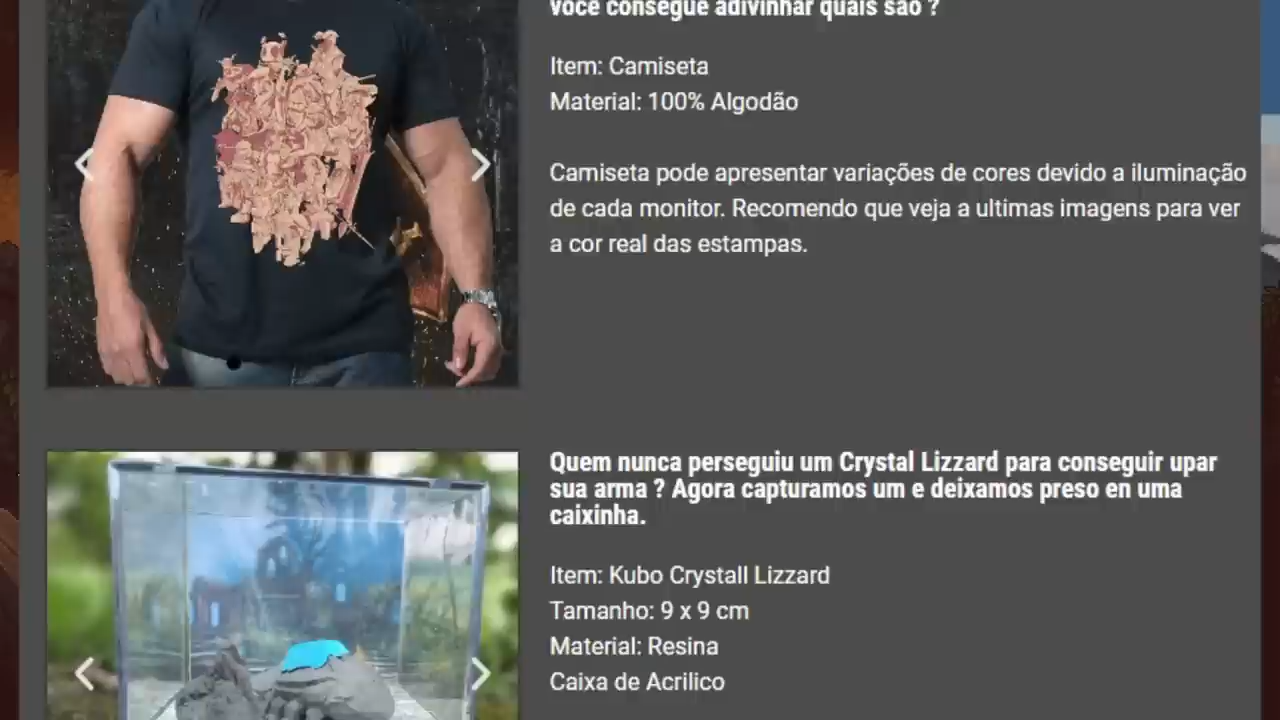 você consegue adivinhar quais são ?
Item: Camiseta
Material: 100% Algodão
Camiseta pode apresentar variações de cores devido a iluminação
de cada monitor. Recomendo que veja a ultimas imagens para ver
a cor real das estampas.
Quem nunca perseguiu um Crystal Lizzard para conseguir upar
sua arma ? Agora capturamos um e deixamos preso en uma
caixinha.
Item: Kubo Crystall Lizzard
Tamanho: 9 x 9 cm
Material: Resina
Caixa de Acrilico